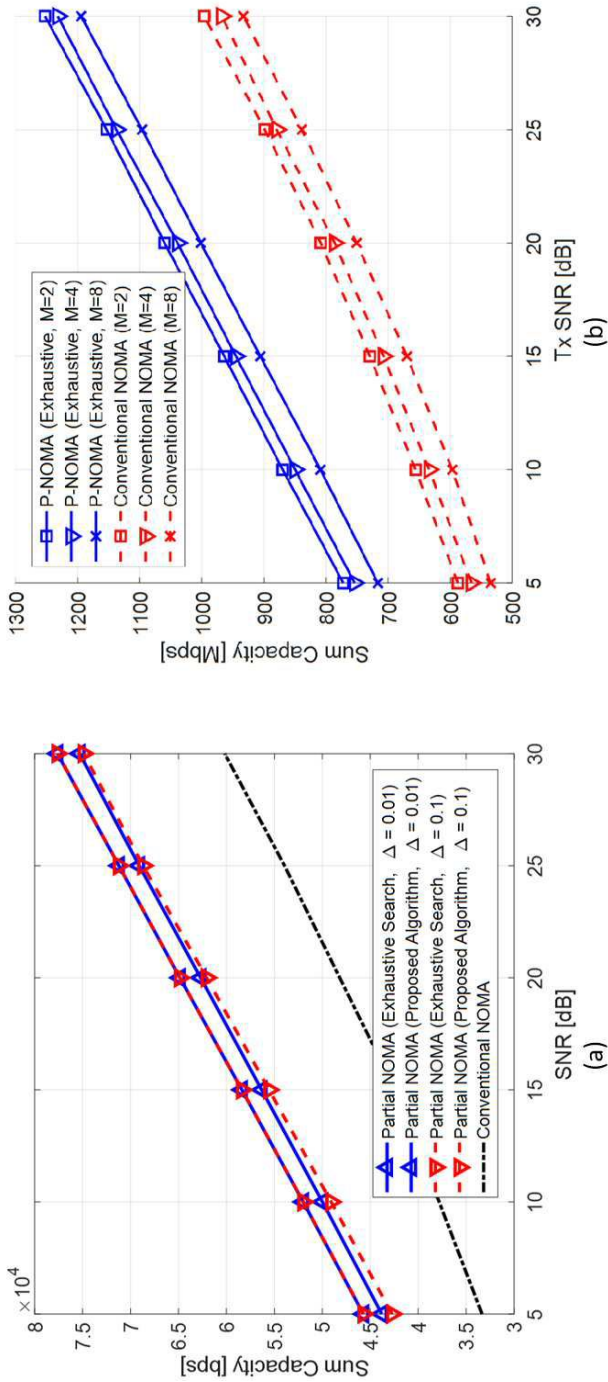 ×10⁴
8
7.5
7
6.5
6
5.5
5
4.5
4
3.5
3
Sum Capacity [bps]
5
10
15
20
25
30
SNR [dB]
Partial NOMA (Exhaustive Search, Δ = 0.01)
Partial NOMA (Proposed Algorithm, Δ = 0.01)
Partial NOMA (Exhaustive Search, Δ = 0.1)
Partial NOMA (Proposed Algorithm, Δ = 0.1)
Conventional NOMA
(a)
1300
1200
1100
1000
900
800
700
600
500
Sum Capacity [Mbps]
5
10
15
20
25
30
Tx SNR [dB]
P-NOMA (Exhaustive, M=2)
P-NOMA (Exhaustive, M=4)
P-NOMA (Exhaustive, M=8)
Conventional NOMA (M=2)
Conventional NOMA (M=4)
Conventional NOMA (M=8)
(b)